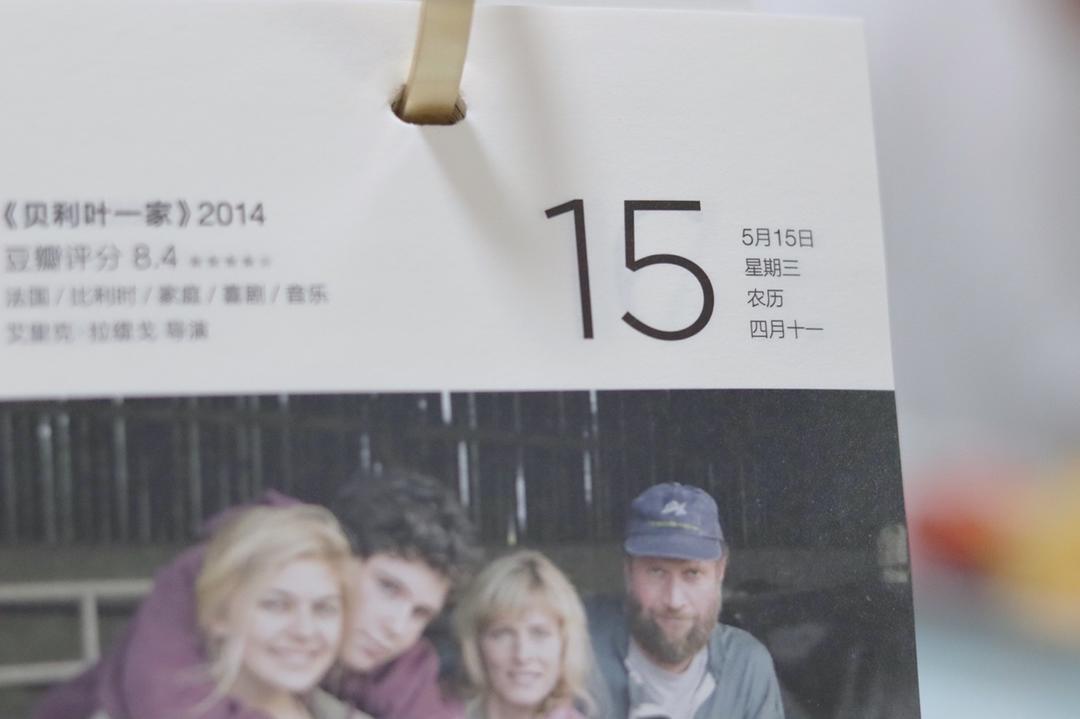 《贝利叶一家》2014
豆瓣评分 8.4
法国 / 比利时 / 家庭 / 喜剧 / 音乐
艾里克·拉缇戈 导演
15
5月15日
星期三
农历
四月十一